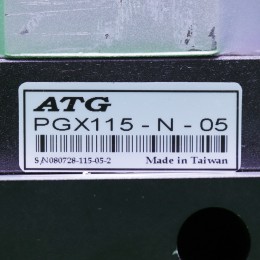 ATG
PGX115 - N - 05
S/N080728-115-05-2 Made in Taiwan